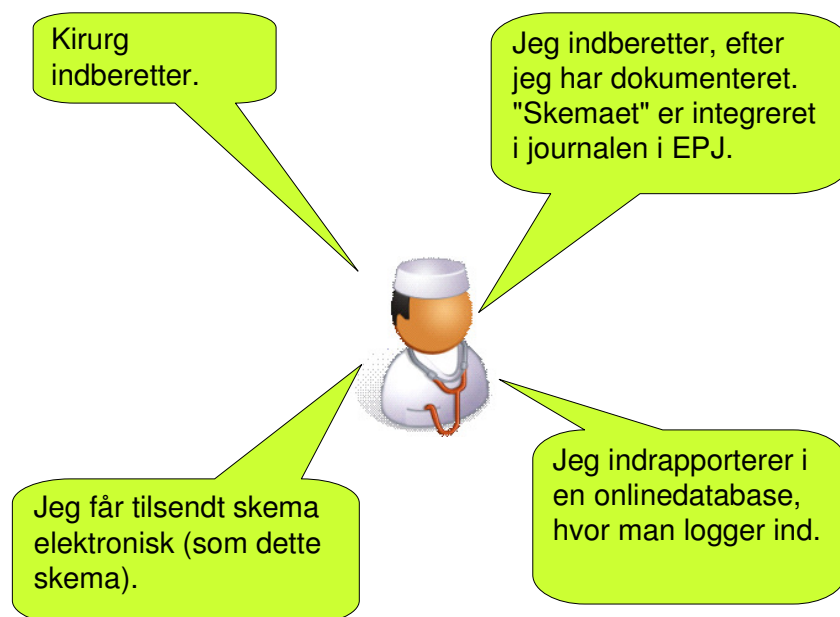 Kirurg
indberetter.
Jeg indberetter, efter
jeg har dokumenteret.
"Skemaet" er integreret
i journalen i EPJ.
Jeg får tilsendt skema
elektronisk (som dette
skema).
Jeg indrapporterer i
en onlinedatabase,
hvor man logger ind.